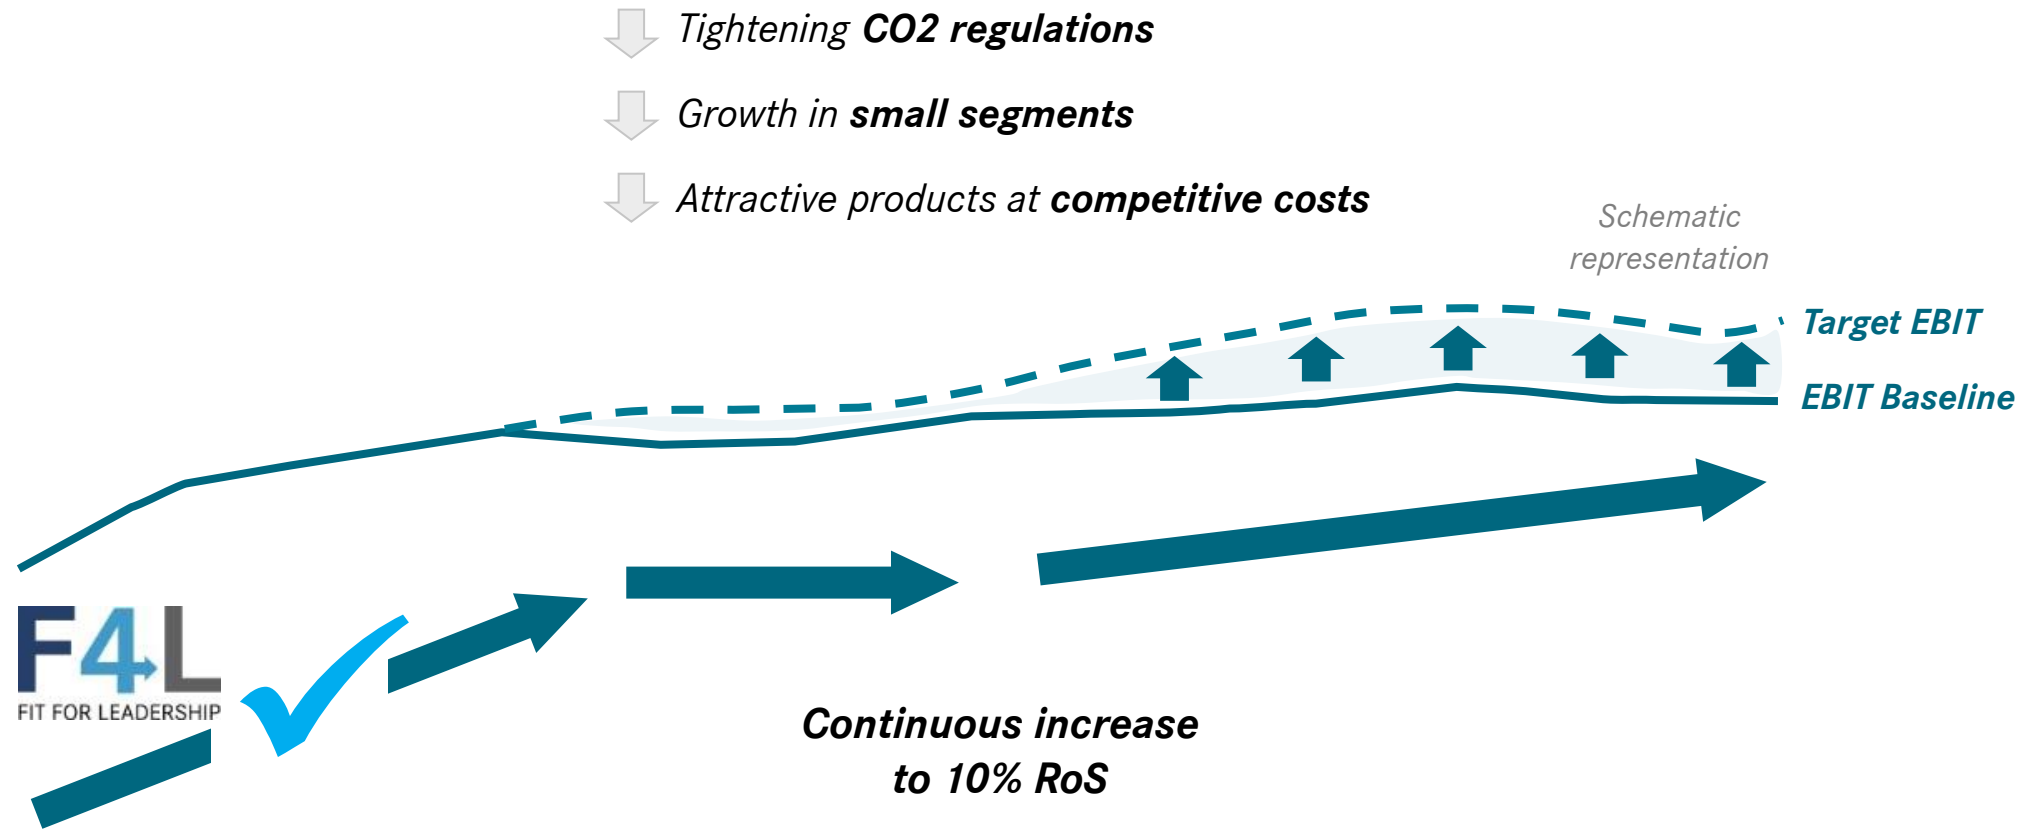 Tightening CO2 regulations
Growth in small segments
Attractive products at competitive costs
Schematic
representation
Target EBIT
EBIT Baseline
F4L
FIT FOR LEADERSHIP
Continuous increase
to 10% RoS